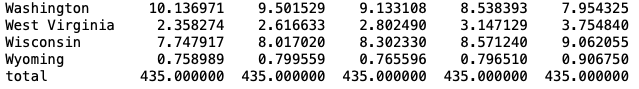 Washington 10.136971 9.501529 9.133108 8.538393 7.954325
West Virginia 2.358274 2.616633 2.802490 3.147129 3.754840
Wisconsin 7.747917 8.017020 8.302330 8.571240 9.062055
Wyoming 0.758989 0.799559 0.765596 0.796510 0.906750
total 435.000000 435.000000 435.000000 435.000000 435.000000